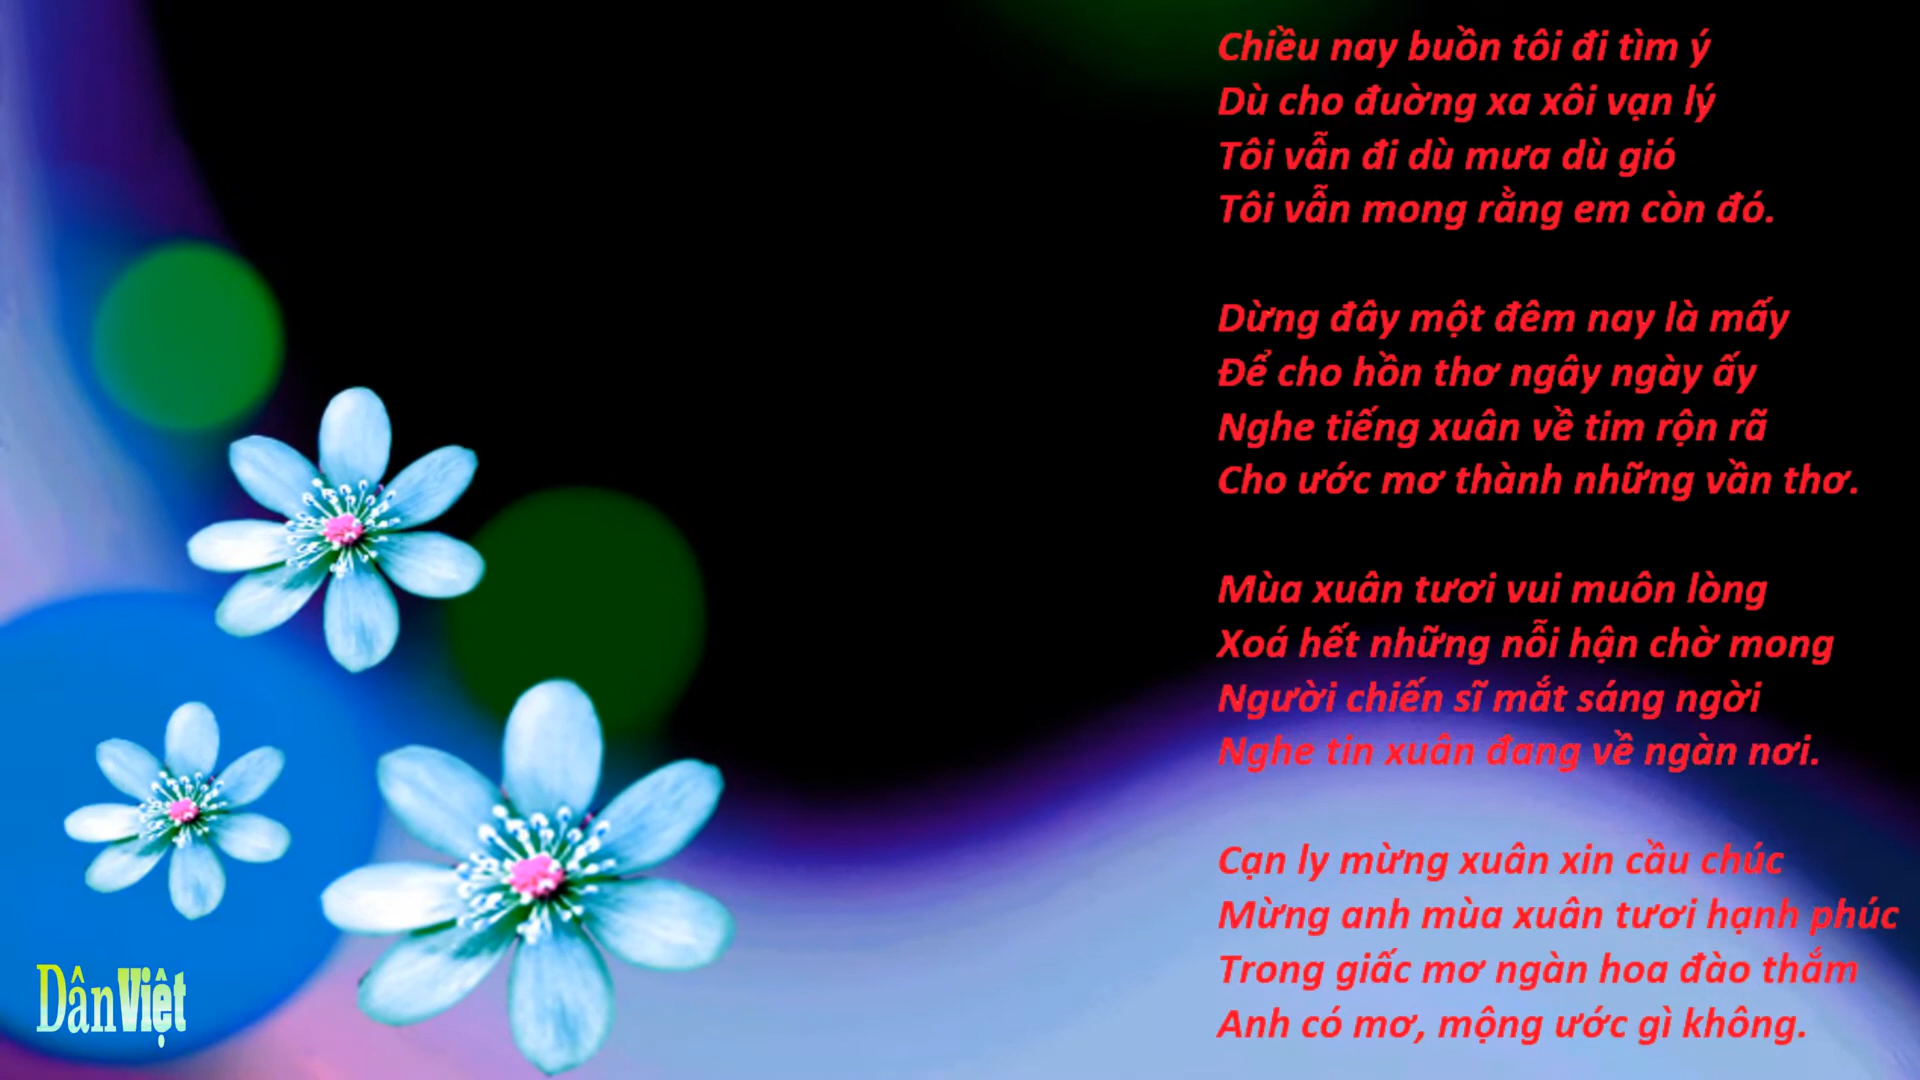 Chiều nay buồn tôi đi tìm ý
Dù cho đuờng xa xôi vạn lý
Tôi vẫn đi dù mưa dù gió
Tôi vẫn mong rằng em còn đó.
Dừng đây một đêm nay là mấy
Để cho hồn thơ ngây ngày ấy
Nghe tiếng xuân về tim rộn rã
Cho ước mơ thành những vần thơ.
Mùa xuân tươi vui muôn lòng
Xoá hết những nỗi hận chờ mong
Người chiến sĩ mắt sáng ngời
Nghe tin xuân đang về ngàn nơi.
Cạn ly mừng xuân xin cầu chúc
Mừng anh mùa xuân tươi hạnh phúc
Trong giấc mơ ngàn hoa đào thắm
Anh có mơ, mộng ước gì không.
DânViệt